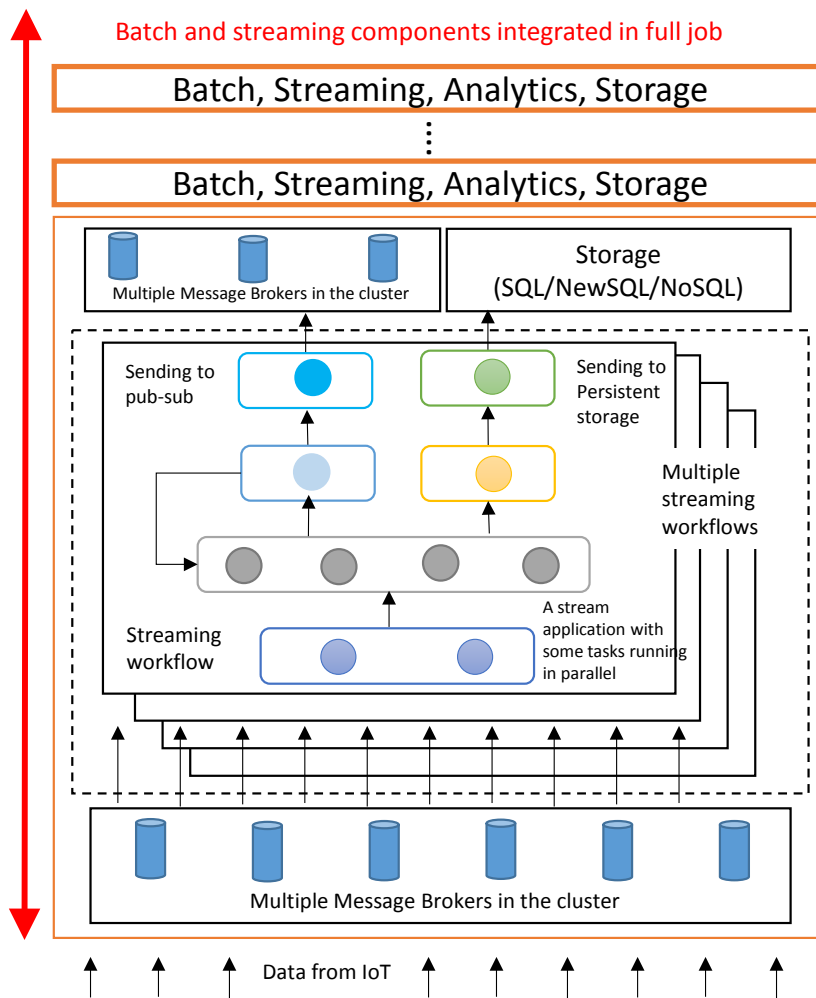 Batch and streaming components integrated in full job
Batch, Streaming, Analytics, Storage
Batch, Streaming, Analytics, Storage
Multiple Message Brokers in the cluster
Storage
(SQL/NewSQL/NoSQL)
Sending to
pub-sub
Sending to
Persistent
storage
Multiple
streaming
workflows
Streaming
workflow
A stream
application with
some tasks running
in parallel
Multiple Message Brokers in the cluster
Data from IoT